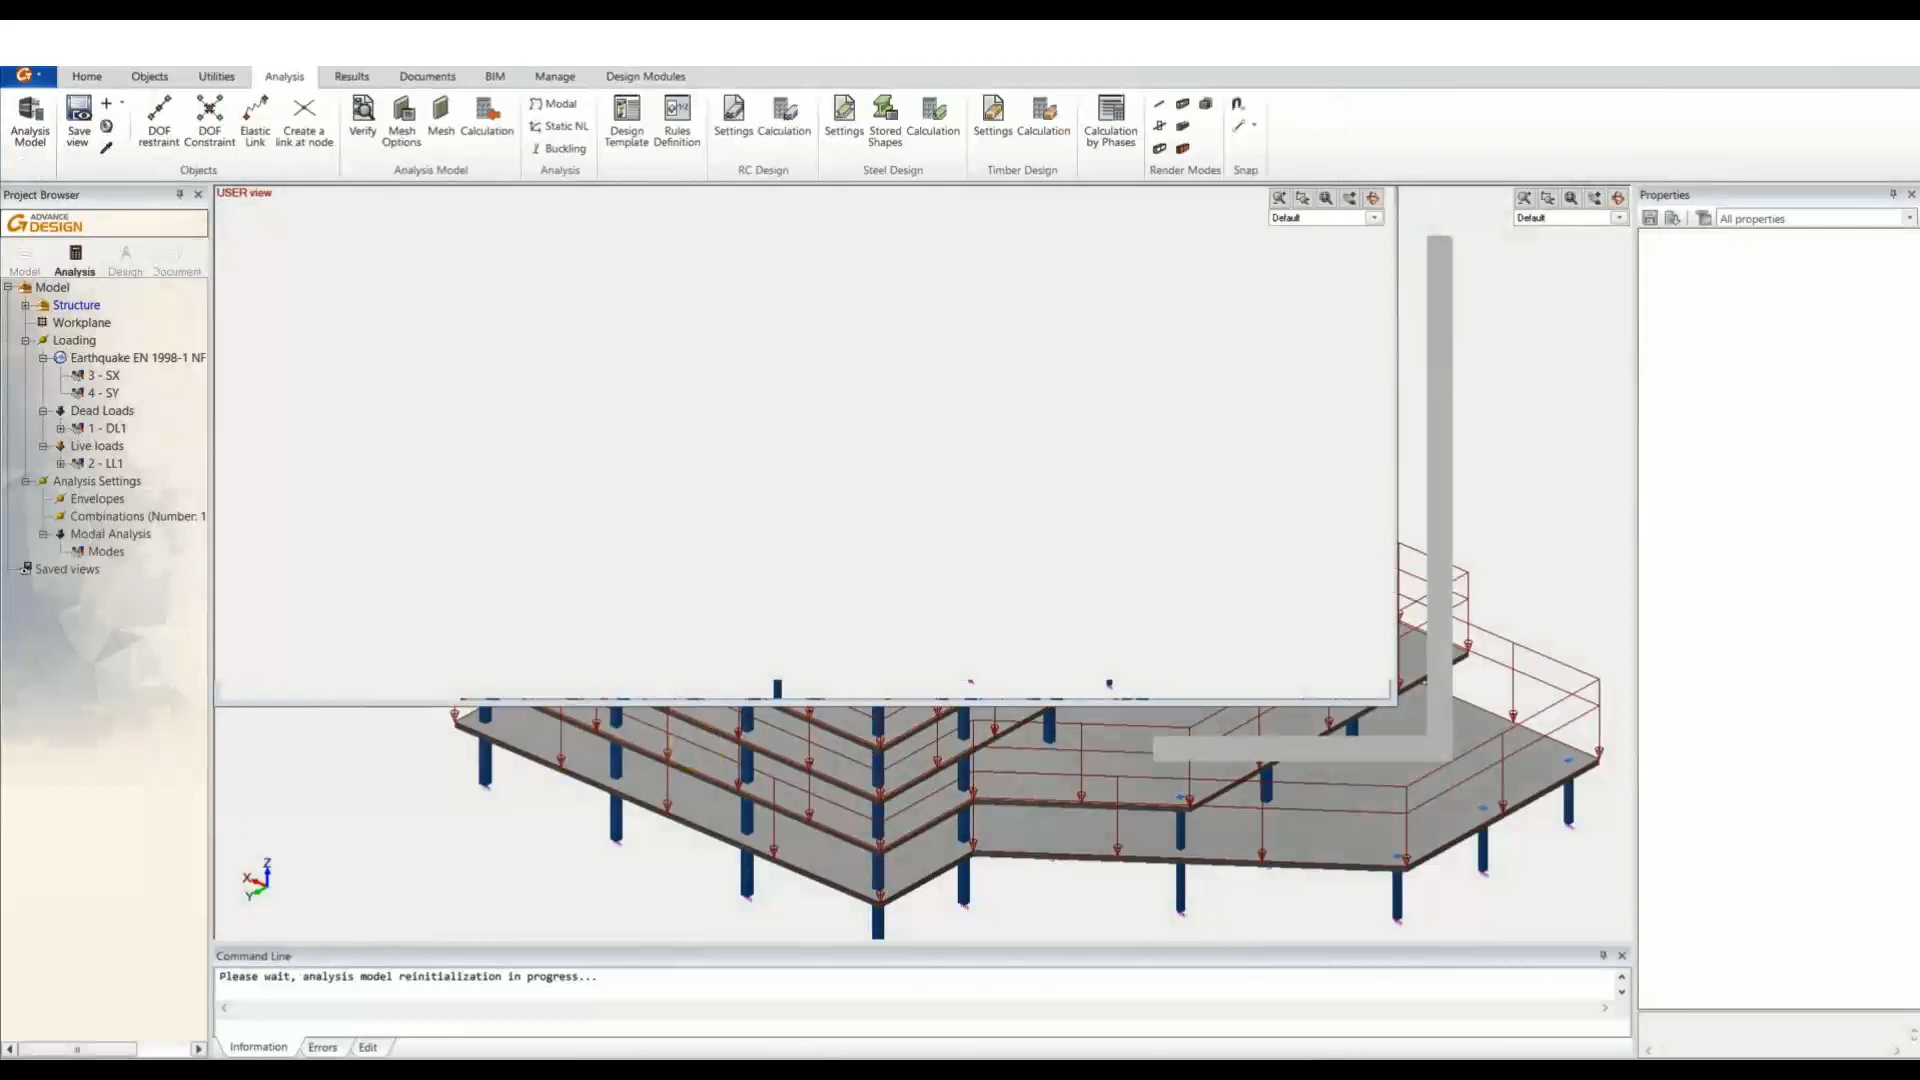 Home Objects Utilities Analysis Results Documents BIM Manage Design Modules
Analysis Model
Save view
DOF restraint
DOF Constraint
Elastic Link
Create a link at node
Objects
Verify
Mesh Options
Mesh
Calculation
Analysis Model
Modal
Static NL
Buckling
Analysis
Design Template
Rules Definition
Settings Calculation
RC Design
Settings
Stored Shapes
Calculation
Steel Design
Settings Calculation
Timber Design
Calculation by Phases
Render Modes
Snap
Project Browser
ADVANCE
DESIGN
Model Analysis Design Document
Model
Structure
Workplane
Loading
Earthquake EN 1998-1 NF
3 - SX
4 - SY
Dead Loads
1 - DL1
Live loads
2 - LL1
Analysis Settings
Envelopes
Combinations (Number: 1
Modal Analysis
Modes
Saved views
USER view
Default
Default
X
Y
Z
Properties
All properties
Command Line
Please wait, analysis model reinitialization in progress...
Information Errors Edit